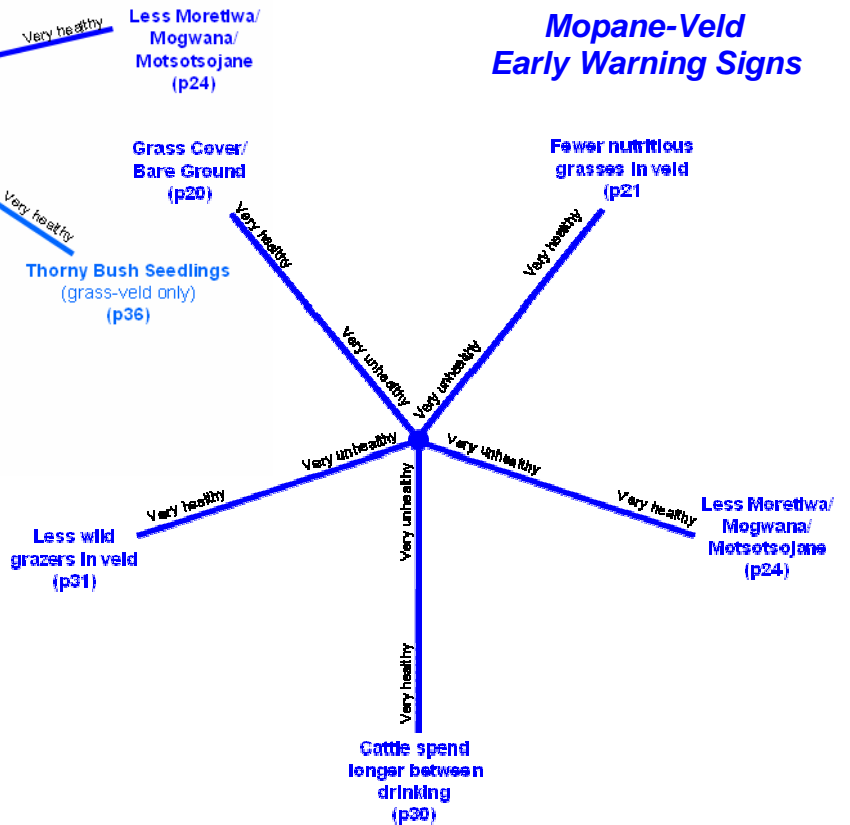 Mopane-Veld
Early Warning Signs
Very healthy
Less Moretlwa/
Mogwana/
Motsotsojane
(p24)
Very healthy
Thorny Bush Seedlings
(grass-veld only)
(p36)
Grass Cover/
Bare Ground
(p20)
Very healthy
Very unhealthy
Fewer nutritious
grasses in veld
(p21
Very healthy
Very unhealthy
Very unhealthy
Very healthy
Less wild
grazers in veld
(p31)
Very unhealthy
Very healthy
Less Moretlwa/
Mogwana/
Motsotsojane
(p24)
Very unhealthy
Very healthy
Cattle spend
longer between
drinking
(p30)